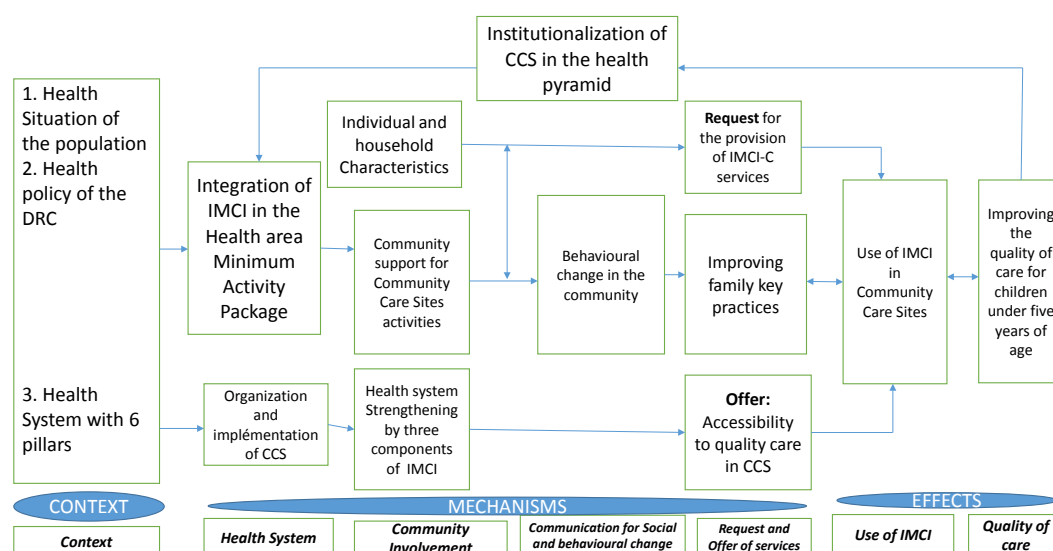 Institutionalization of
CCS in the health
pyramid
1. Health
Situation of
the population
2. Health
policy of the
DRC
3. Health
System with 6
pillars
Integration of
IMCI in the
Health area
Minimum
Activity
Package
Individual and
household
Characteristics
Request for
the provision
of IMCI-C
services
Community
support for
Community
Care Sites
activities
Behavioural
change in the
community
Improving
family key
practices
Use of IMCI
in
Community
Care Sites
Improving
the
quality of
care for
children
under five
years of
age
Organization
and
implémentation
of CCS
Health system
Strengthening
by three
components
of IMCI
Offer:
Accessibility
to quality care
in CCS
CONTEXT
MECHANISMS
EFFECTS
Context
Health System
Community
Involvement
Communication for Social
and behavioural change
Request and
Offer of services
Use of IMCI
Quality of
care